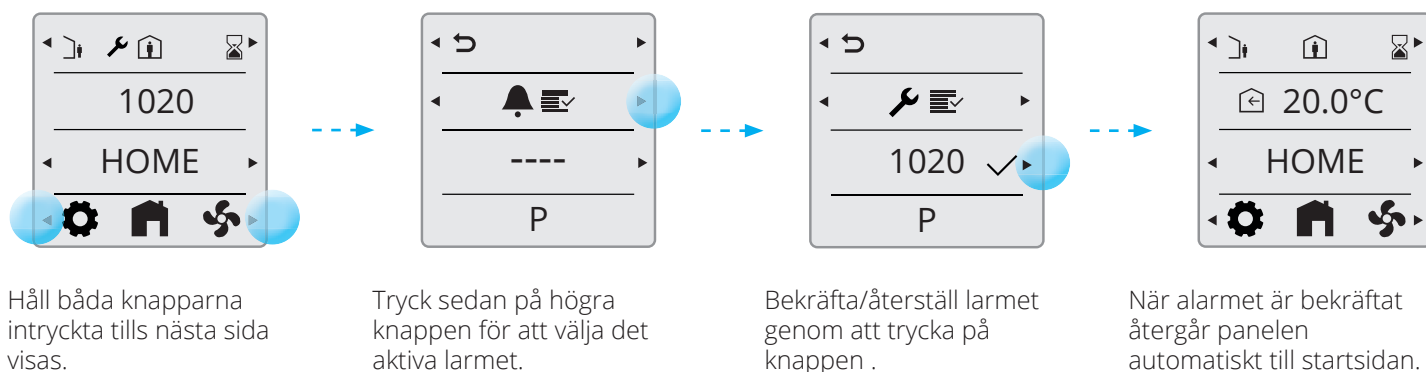 1020
HOME
Håll båda knapparna
intryckta tills nästa sida
visas.
----
P
Tryck sedan på högra
knappen för att välja det
aktiva larmet.
1020
P
Bekräfta/återställ larmet
genom att trycka på
knappen .
20.0°C
HOME
När alarmet är bekräftat
återgår panelen
automatiskt till startsidan.